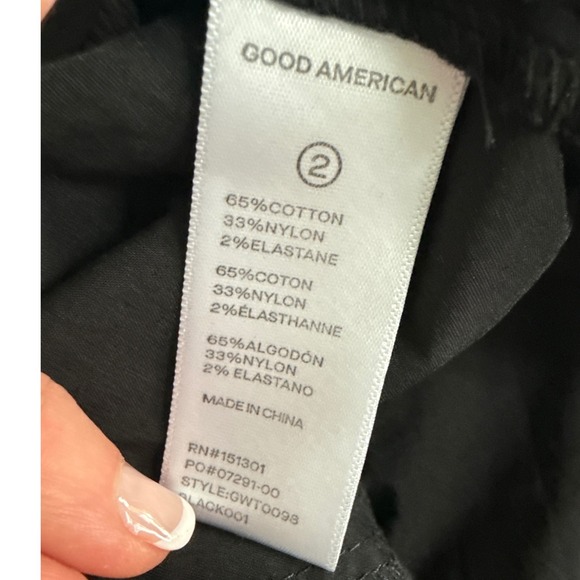 GOOD AMERICAN
2
65%COTTON
33%NYLON
2%ELASTANE
65%COTON
33%NYLON
2%ÉLASTHANNE
65%ALGODÓN
33%NYLON
2% ELASTANO
MADE IN CHINA
RN#151301
PO#07291-00
STYLE:GWT0098
BLACK001